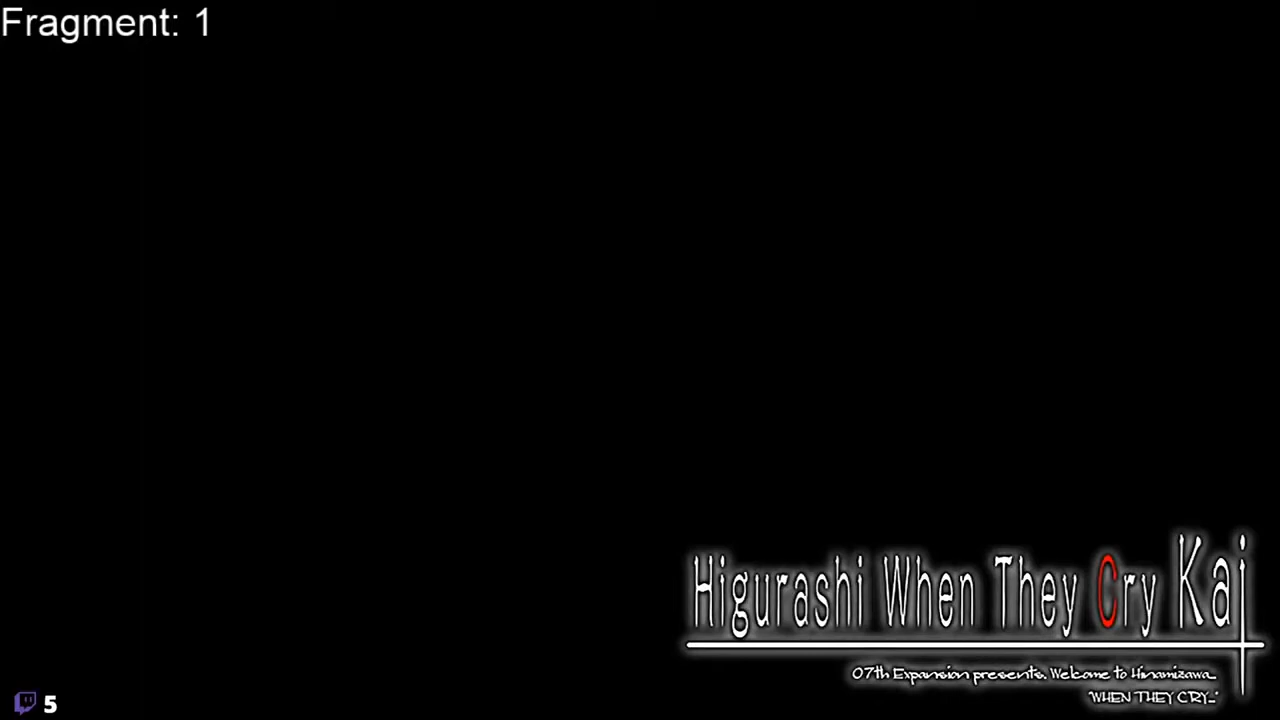 Fragment: 1
Higurashi When They Cry Kai
07th Expansion presents. Welcome to Hinamizawa...
"WHEN THEY CRY..."
5